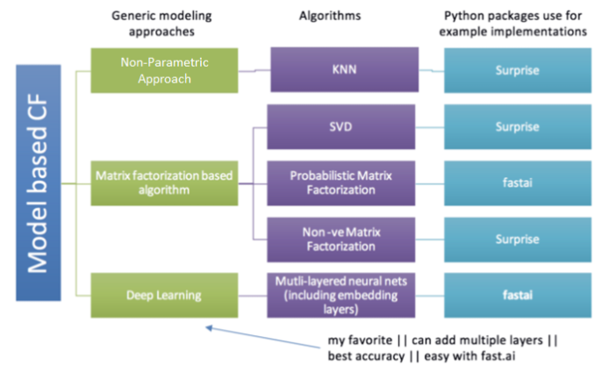 Generic modeling
approaches
Algorithms
Python packages use for
example implementations
Model based CF
Non-Parametric
Approach
KNN
Surprise
SVD
Surprise
Matrix factorization based
algorithm
Probabilistic Matrix
Factorization
fastai
Non -ve Matrix
Factorization
Surprise
Deep Learning
Mutli-layered neural nets
(including embedding
layers)
fastai
my favorite || can add multiple layers ||
best accuracy || easy with fast.ai